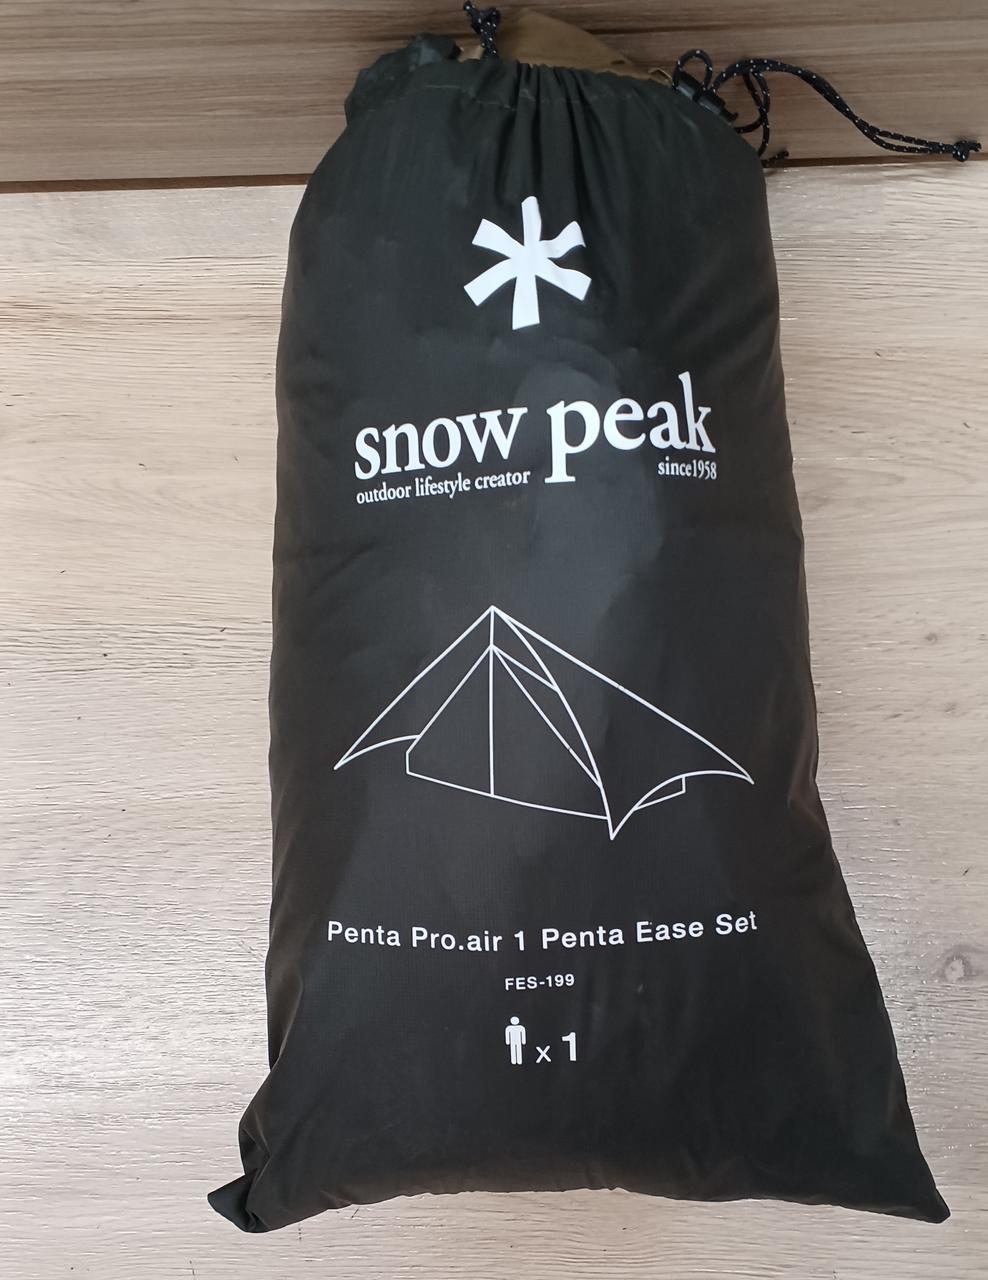 snow peak
outdoor lifestyle creator since1958
Penta Pro.air 1 Penta Ease Set
FES-199
x 1